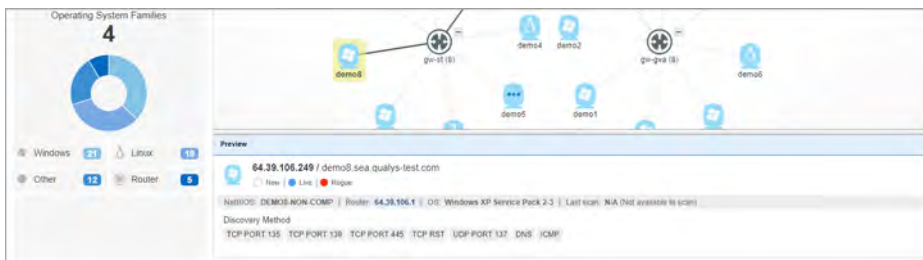 Operating System Families
4
Windows 21 Linux 18
Other 12 Router 5
demo8
gw-st (8)
demo4
demo2
gw-gva (8)
demo6
demo5
demo1
Preview
64.39.106.249 / demo8.sea.qualys-test.com
New | Live | Rogue
NetBIOS: DEMO8-NON-COMP | Router: 64.39.106.1 | OS: Windows XP Service Pack 2-3 | Last scan: N/A (Not available to scan)
Discovery Method
TCP PORT 135 TCP PORT 139 TCP PORT 445 TCP RST UDP PORT 137 DNS ICMP